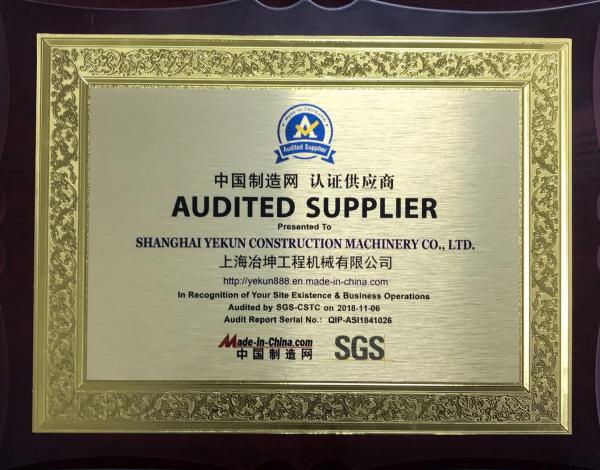 Made-in-China.com
Audited Supplier
中国制造网 认证供应商
AUDITED SUPPLIER
Presented To
SHANGHAI YEKUN CONSTRUCTION MACHINERY CO., LTD.
上海冶坤工程机械有限公司
http://yekun888.en.made-in-china.com
In Recognition of Your Site Existence & Business Operations
Audited by SGS-CSTC on 2018-11-06
Audit Report Serial No.: QIP-ASI1841026
Made-in-China.com
中国制造网
SGS